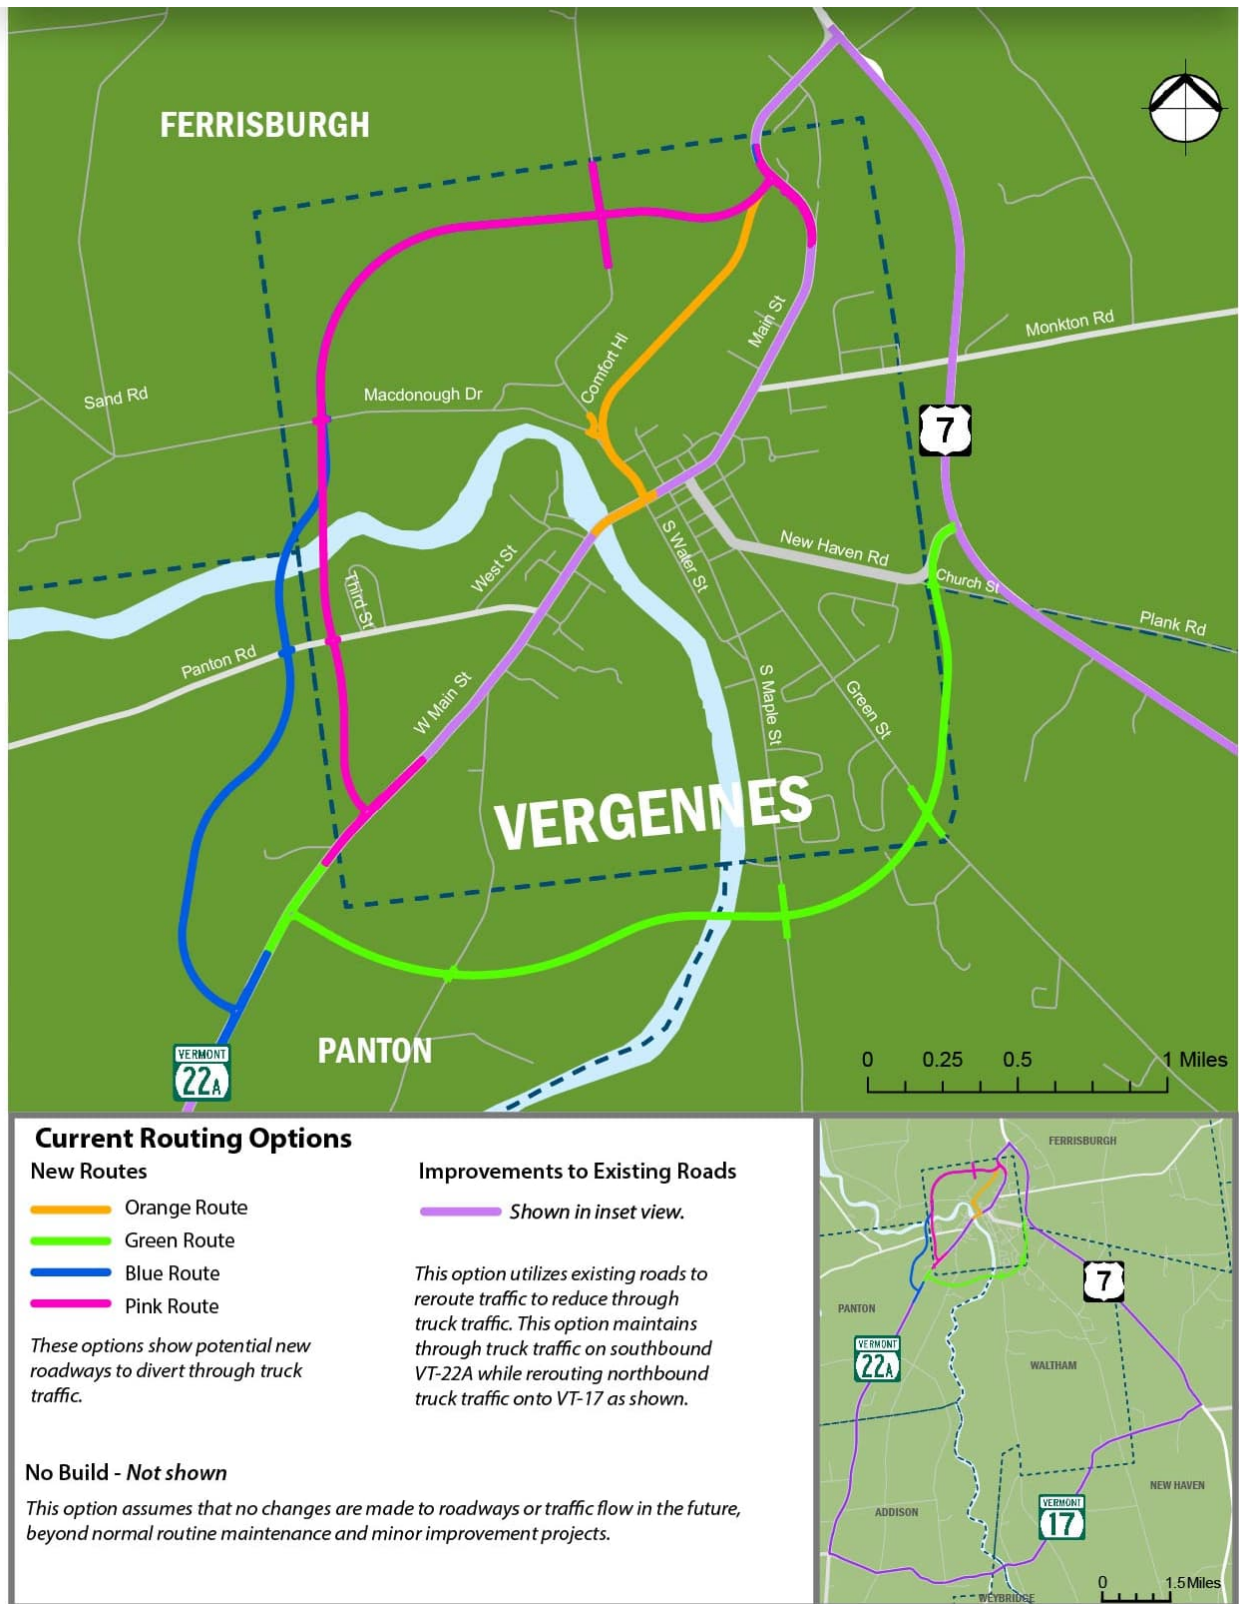 FERRISBURGH
Monkton Rd
Main St
Comfort Hl
Sand Rd
Macdonough Dr
7
New Haven Rd
S Water St
West St
Third St
Church St
Plank Rd
Panton Rd
W Main St
S Maple St
Green St
VERGENNES
PANTON
VERMONT
22A
0 0.25 0.5 1 Miles
Current Routing Options
New Routes
Orange Route
Green Route
Blue Route
Pink Route
These options show potential new
roadways to divert through truck
traffic.
Improvements to Existing Roads
Shown in inset view.
This option utilizes existing roads to
reroute traffic to reduce through
truck traffic. This option maintains
through truck traffic on southbound
VT-22A while rerouting northbound
truck traffic onto VT-17 as shown.
No Build - Not shown
This option assumes that no changes are made to roadways or traffic flow in the future,
beyond normal routine maintenance and minor improvement projects.
FERRISBURGH
7
PANTON
VERMONT
22A
WALTHAM
NEW HAVEN
ADDISON
VERMONT
17
0 1.5 Miles
WEYBRIDGE